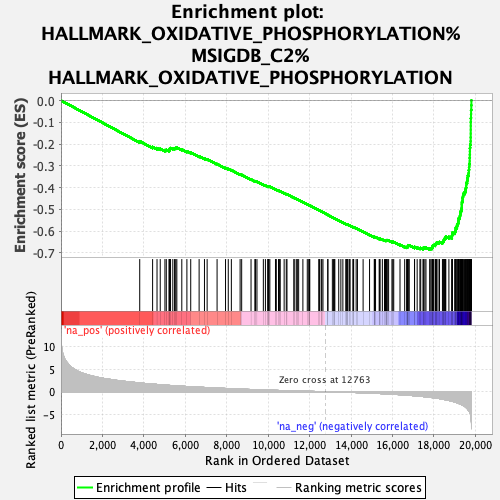 Enrichment plot:
HALLMARK_OXIDATIVE_PHOSPHORYLATION%
MSIGDB_C2%
HALLMARK_OXIDATIVE_PHOSPHORYLATION
Enrichment score (ES)
0.0
-0.1
-0.2
-0.3
-0.4
-0.5
-0.6
-0.7
'na_pos' (positively correlated)
Ranked list metric (PreRanked)
10
5
0
-5
Zero cross at 12763
'na_neg' (negatively correlated)
0 2,000 4,000 6,000 8,000 10,000 12,000 14,000 16,000 18,000 20,000
Rank in Ordered Dataset
Enrichment profile Hits Ranking metric scores